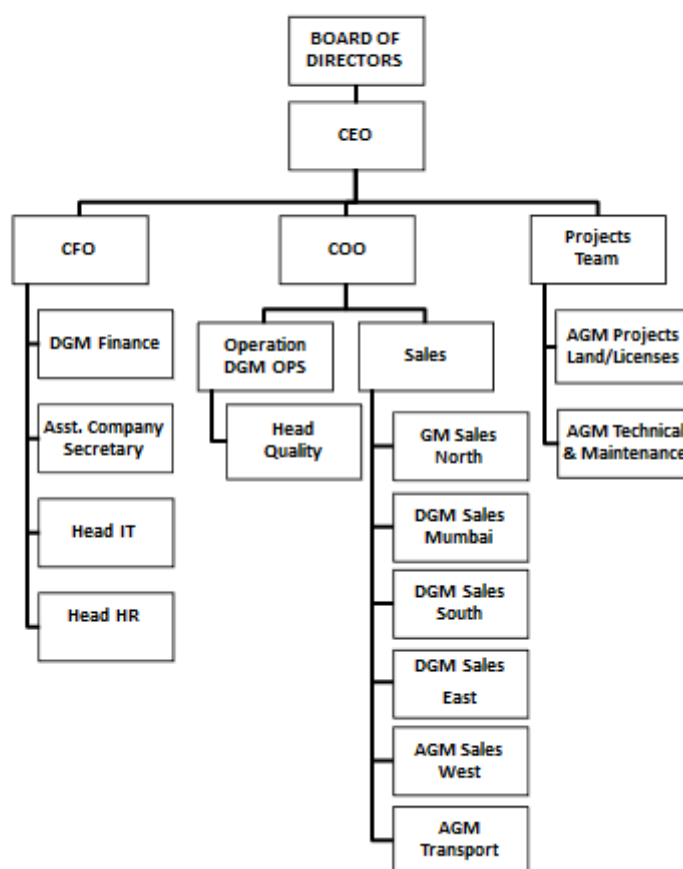 BOARD OF
DIRECTORS
CEO
CFO
COO
Projects
Team
DGM Finance
Asst. Company
Secretary
Head IT
Head HR
Operation
DGM OPS
Head
Quality
Sales
GM Sales
North
DGM Sales
Mumbai
DGM Sales
South
DGM Sales
East
AGM Sales
West
AGM
Transport
AGM Projects
Land/Licenses
AGM Technical
& Maintenance